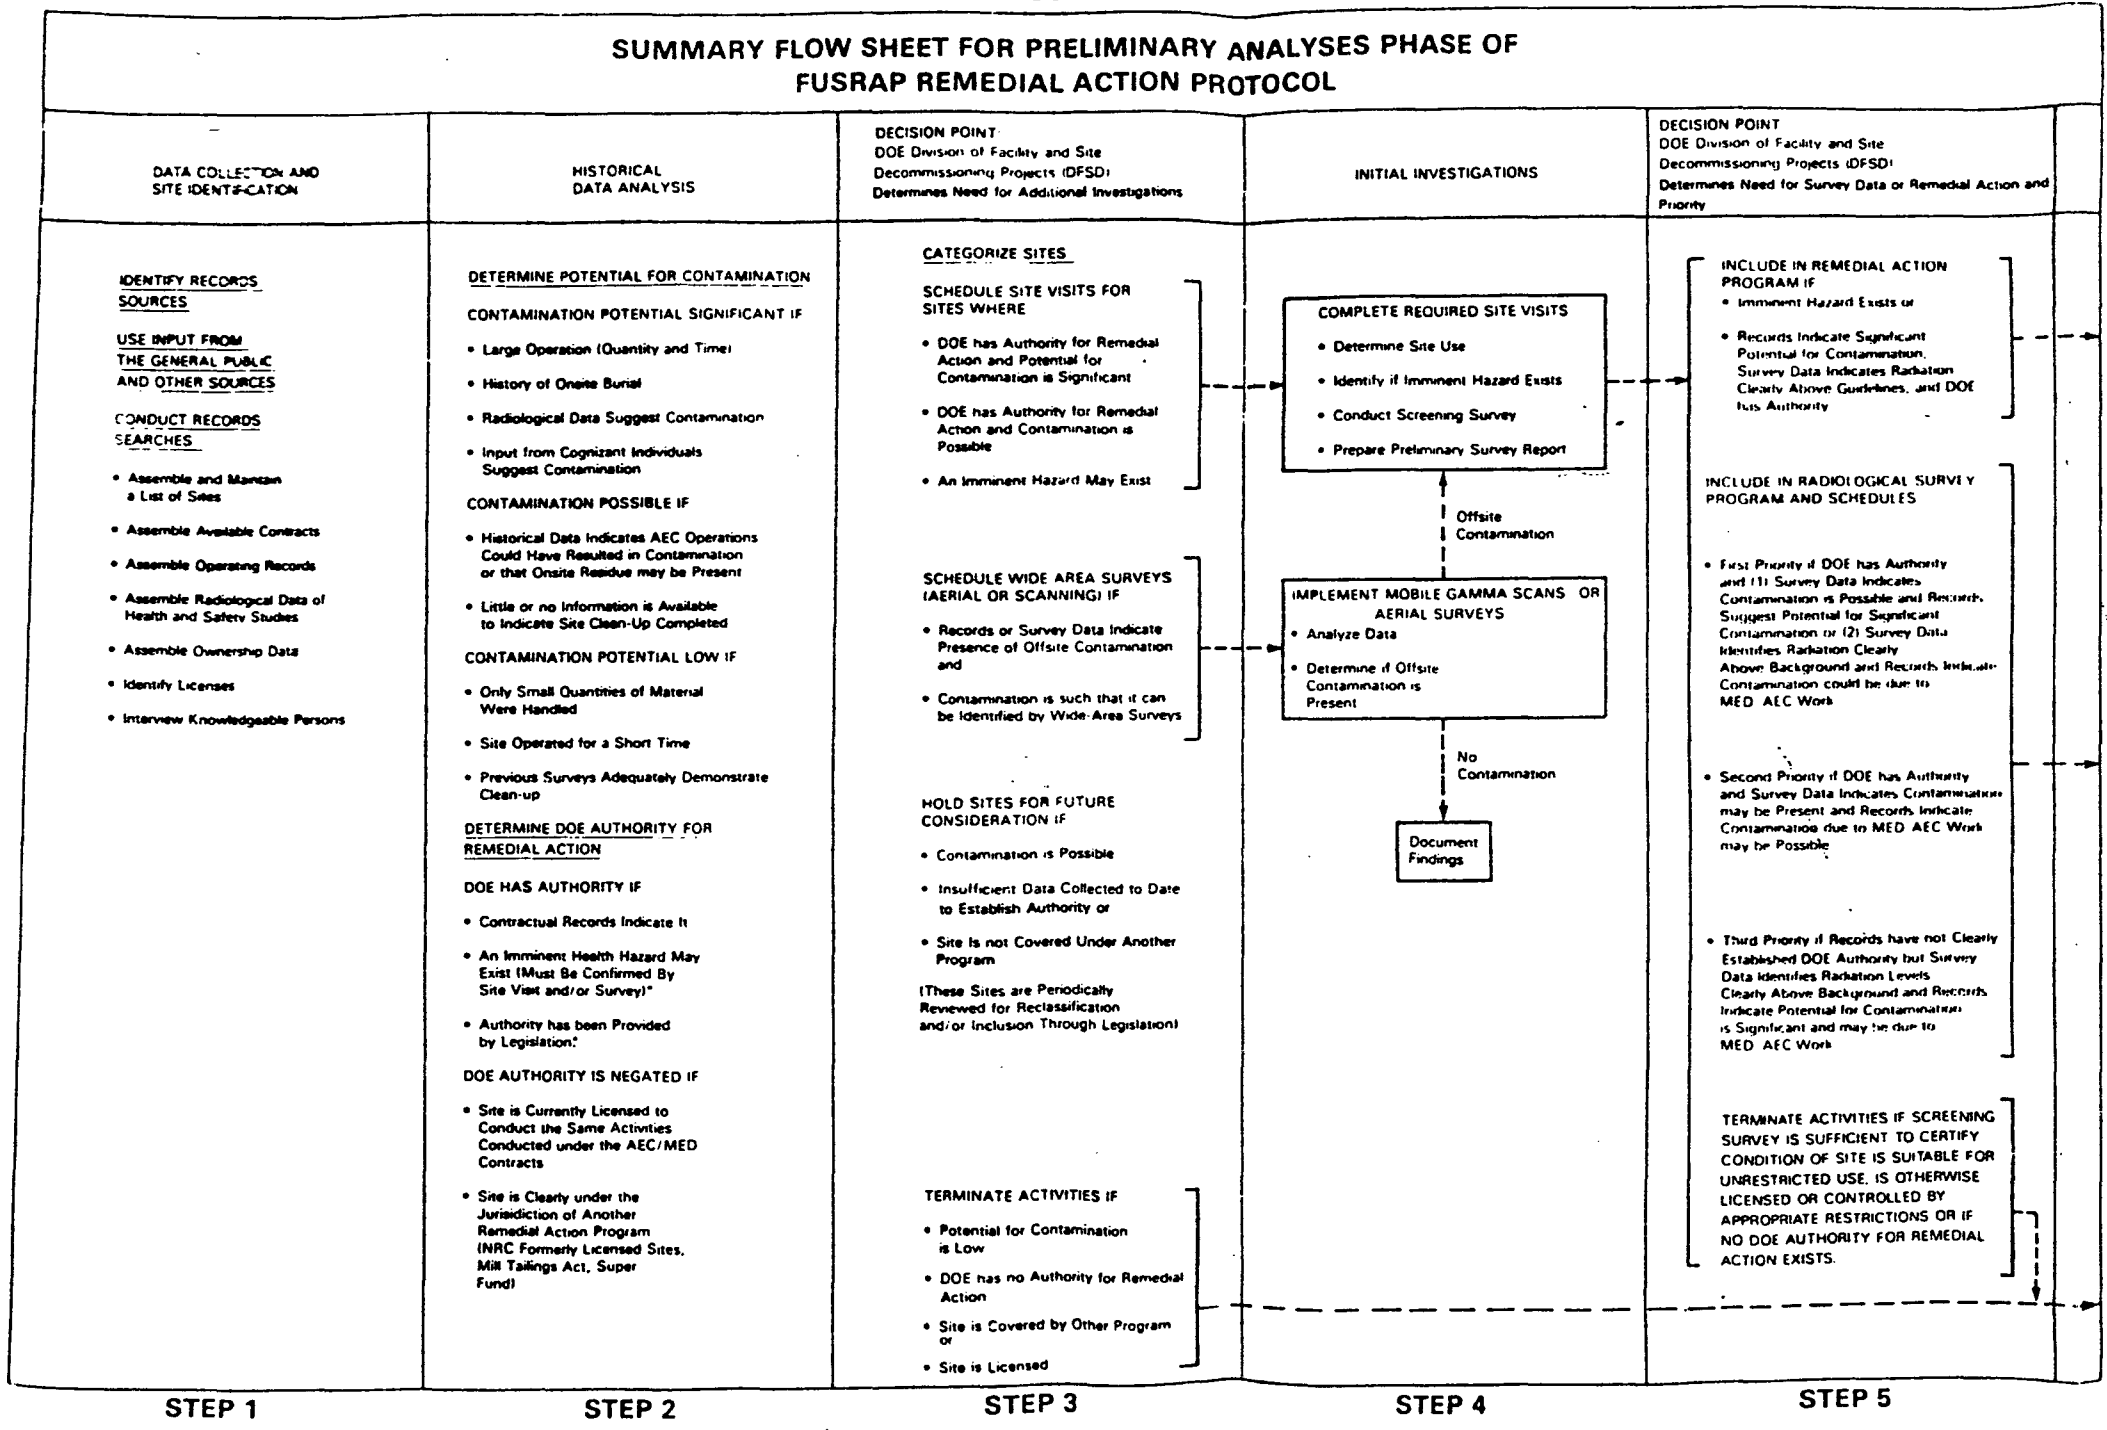 SUMMARY FLOW SHEET FOR PRELIMINARY ANALYSES PHASE OF
FUSRAP REMEDIAL ACTION PROTOCOL
DATA COLLECTION AND
SITE IDENTIFICATION
IDENTIFY RECORDS
SOURCES
USE INPUT FROM
THE GENERAL PUBLIC
AND OTHER SOURCES
CONDUCT RECORDS
SEARCHES
• Assemble and Maintain
a List of Sites
• Assemble Available Contracts
• Assemble Operating Records
• Assemble Radiological Data of
Health and Safety Studies
• Assemble Ownership Data
• Identify Licenses
• Interview Knowledgeable Persons
STEP 1
HISTORICAL
DATA ANALYSIS
DETERMINE POTENTIAL FOR CONTAMINATION
CONTAMINATION POTENTIAL SIGNIFICANT IF
• Large Operation (Quantity and Time)
• History of Onsite Burial
• Radiological Data Suggest Contamination
• Input from Cognizant Individuals
Suggest Contamination
CONTAMINATION POSSIBLE IF
• Historical Data Indicates AEC Operations
Could Have Resulted in Contamination
or that Onsite Residue may be Present
• Little or no Information is Available
to Indicate Site Clean-Up Completed
CONTAMINATION POTENTIAL LOW IF
• Only Small Quantities of Material
Were Handled
• Site Operated for a Short Time
• Previous Surveys Adequately Demonstrate
Clean-up
DETERMINE DOE AUTHORITY FOR
REMEDIAL ACTION
DOE HAS AUTHORITY IF
• Contractual Records Indicate It
• An Imminent Health Hazard May
Exist (Must Be Confirmed By
Site Visit and/or Survey)*
• Authority has been Provided
by Legislation*
DOE AUTHORITY IS NEGATED IF
• Site is Currently Licensed to
Conduct the Same Activities
Conducted under the AEC/MED
Contracts
• Site is Clearly under the
Jurisidiction of Another
Remedial Action Program
(NRC Formerly Licensed Sites,
Mill Tailings Act, Super
Fund)
STEP 2
DECISION POINT
DOE Division of Facility and Site
Decommissioning Projects (DFSD)
Determines Need for Additional Investigations
CATEGORIZE SITES
SCHEDULE SITE VISITS FOR
SITES WHERE
• DOE has Authority for Remedial
Action and Potential for
Contamination is Significant
• DOE has Authority for Remedial
Action and Contamination is
Possible
• An Imminent Hazard May Exist
SCHEDULE WIDE AREA SURVEYS
(AERIAL OR SCANNING) IF
• Records or Survey Data Indicate
Presence of Offsite Contamination
and
• Contamination is such that it can
be Identified by Wide-Area Surveys
HOLD SITES FOR FUTURE
CONSIDERATION IF
• Contamination is Possible
• Insufficient Data Collected to Date
to Establish Authority or
• Site Is not Covered Under Another
Program
(These Sites are Periodically
Reviewed for Reclassification
and/or Inclusion Through Legislation)
TERMINATE ACTIVITIES IF
• Potential for Contamination
is Low
• DOE has no Authority for Remedial
Action
• Site is Covered by Other Program
or
• Site is Licensed
STEP 3
INITIAL INVESTIGATIONS
COMPLETE REQUIRED SITE VISITS
• Determine Site Use
• Identify if Imminent Hazard Exists
• Conduct Screening Survey
• Prepare Preliminary Survey Report
Offsite
Contamination
IMPLEMENT MOBILE GAMMA SCANS OR
AERIAL SURVEYS
• Analyze Data
• Determine if Offsite
Contamination is
Present
No
Contamination
Document
Findings
STEP 4
DECISION POINT
DOE Division of Facility and Site
Decommissioning Projects (DFSD)
Determines Need for Survey Data or Remedial Action and
Priority
INCLUDE IN REMEDIAL ACTION
PROGRAM IF
• Imminent Hazard Exists or
• Records Indicate Significant
Potential for Contamination,
Survey Data Indicates Radiation
Clearly Above Guidelines, and DOE
has Authority
INCLUDE IN RADIOLOGICAL SURVEY
PROGRAM AND SCHEDULES
• First Priority if DOE has Authority
and (1) Survey Data Indicates
Contamination is Possible and Records
Suggest Potential for Significant
Contamination or (2) Survey Data
Identifies Radiation Clearly
Above Background and Records Indicate
Contamination could be due to
MED AEC Work
• Second Priority if DOE has Authority
and Survey Data Indicates Contamination
may be Present and Records Indicate
Contamination due to MED AEC Work
may be Possible
• Third Priority if Records have not Clearly
Established DOE Authority but Survey
Data Identifies Radiation Levels
Clearly Above Background and Records
Indicate Potential for Contamination
is Significant and may be due to
MED AEC Work
TERMINATE ACTIVITIES IF SCREENING
SURVEY IS SUFFICIENT TO CERTIFY
CONDITION OF SITE IS SUITABLE FOR
UNRESTRICTED USE, IS OTHERWISE
LICENSED OR CONTROLLED BY
APPROPRIATE RESTRICTIONS OR IF
NO DOE AUTHORITY FOR REMEDIAL
ACTION EXISTS.
STEP 5